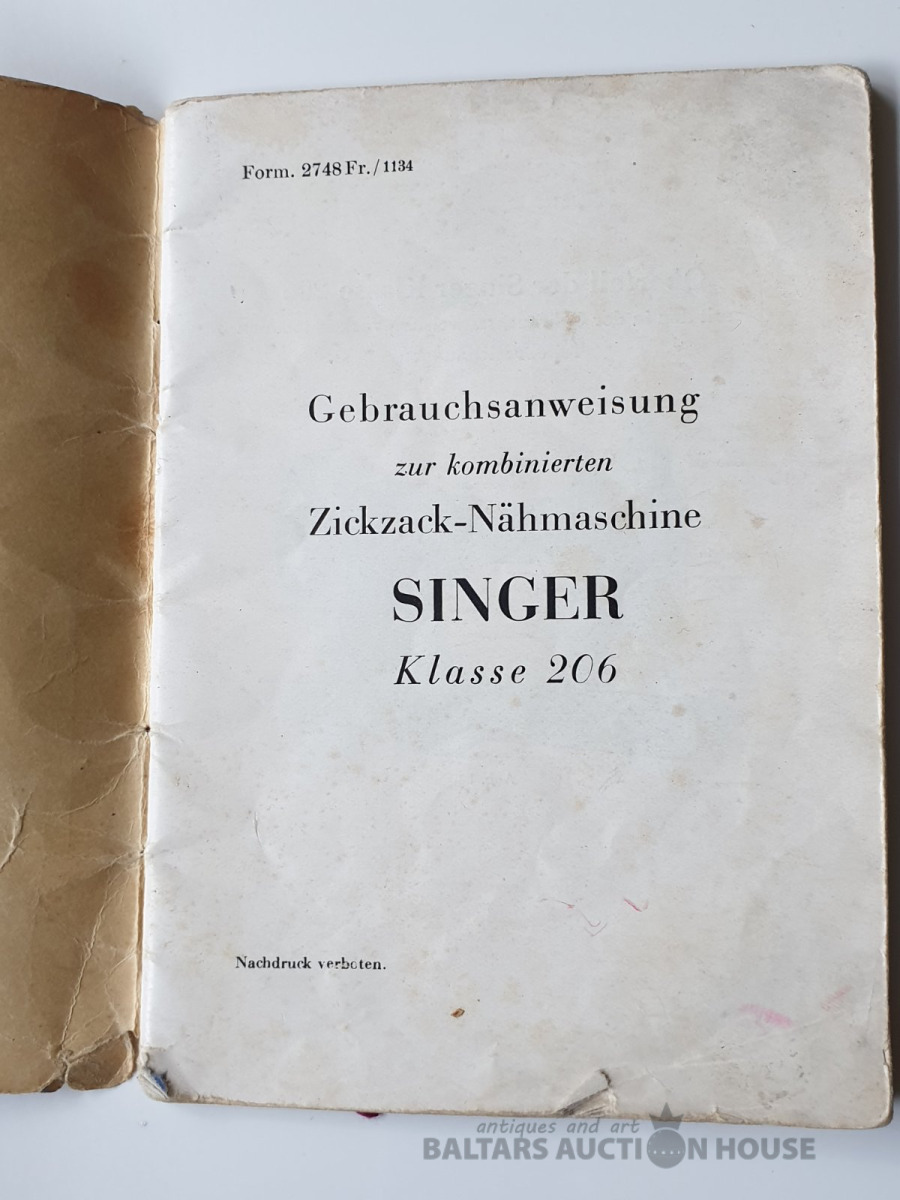 Form. 2748 Fr./1134
Gebrauchsanweisung
zur kombinierten
Zickzack-Nähmaschine
SINGER
Klasse 206
Nachdruck verboten.
antiques and art
BALTARS AUCTION HOUSE